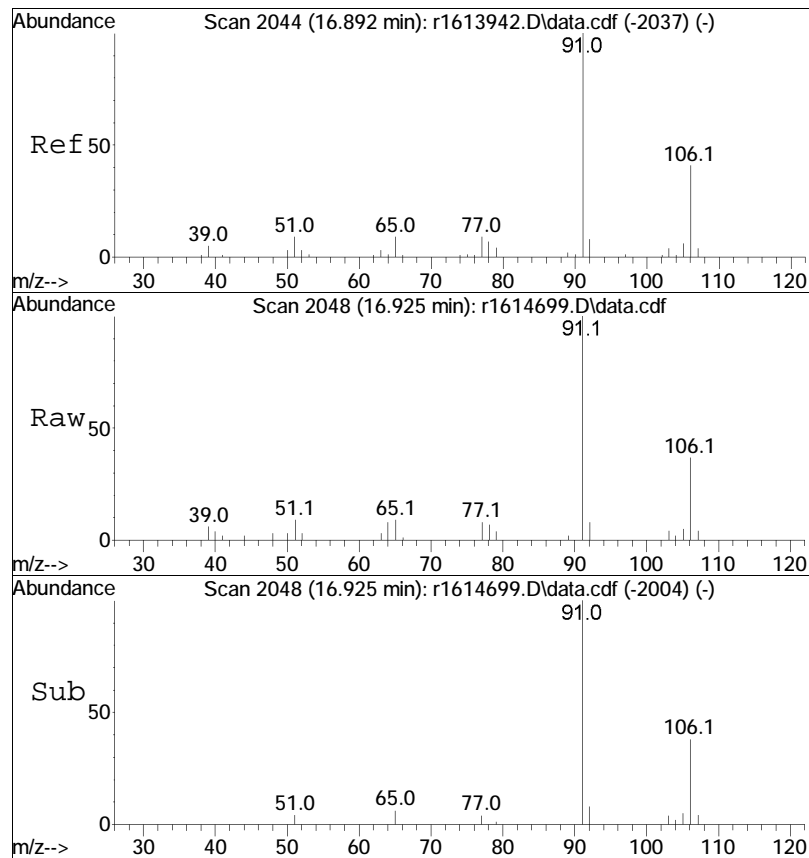 Abundance Scan 2044 (16.892 min): r1613942.D\data.cdf (-2037) (-)
91.0
Ref 50
106.1
39.0 51.0 65.0 77.0
0
m/z--> 30 40 50 60 70 80 90 100 110 120
Abundance Scan 2048 (16.925 min): r1614699.D\data.cdf
91.1
Raw 50
106.1
39.0 51.1 65.1 77.1
0
m/z--> 30 40 50 60 70 80 90 100 110 120
Abundance Scan 2048 (16.925 min): r1614699.D\data.cdf (-2004) (-)
91.0
Sub 50
106.1
51.0 65.0 77.0
0
m/z--> 30 40 50 60 70 80 90 100 110 120